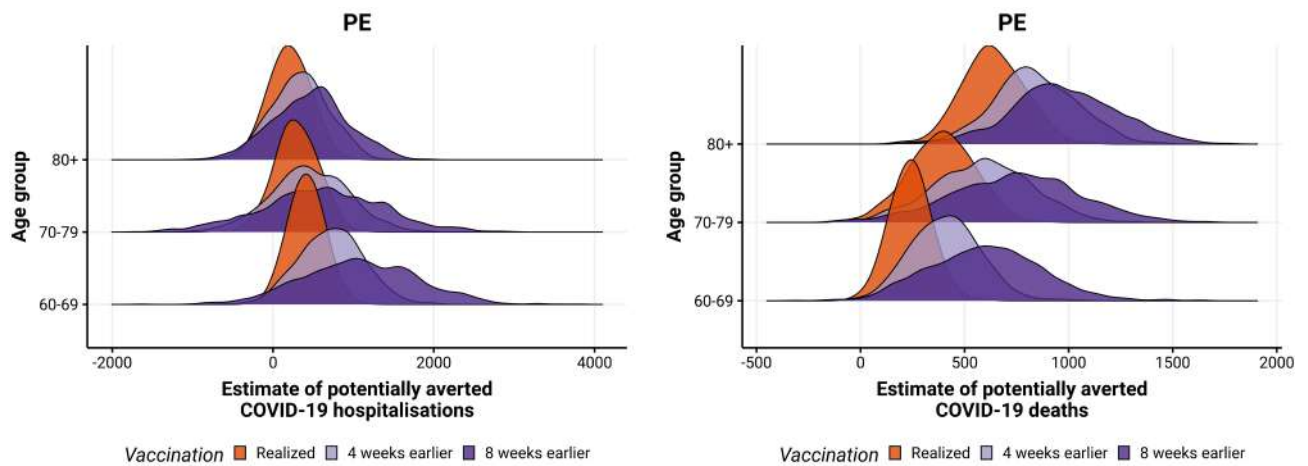 PE
Age group
80+
70-79
60-69
-2000 0 2000 4000
Estimate of potentially averted
COVID-19 hospitalisations
Vaccination Realized 4 weeks earlier 8 weeks earlier
PE
Age group
80+
70-79
60-69
-500 0 500 1000 1500 2000
Estimate of potentially averted
COVID-19 deaths
Vaccination Realized 4 weeks earlier 8 weeks earlier